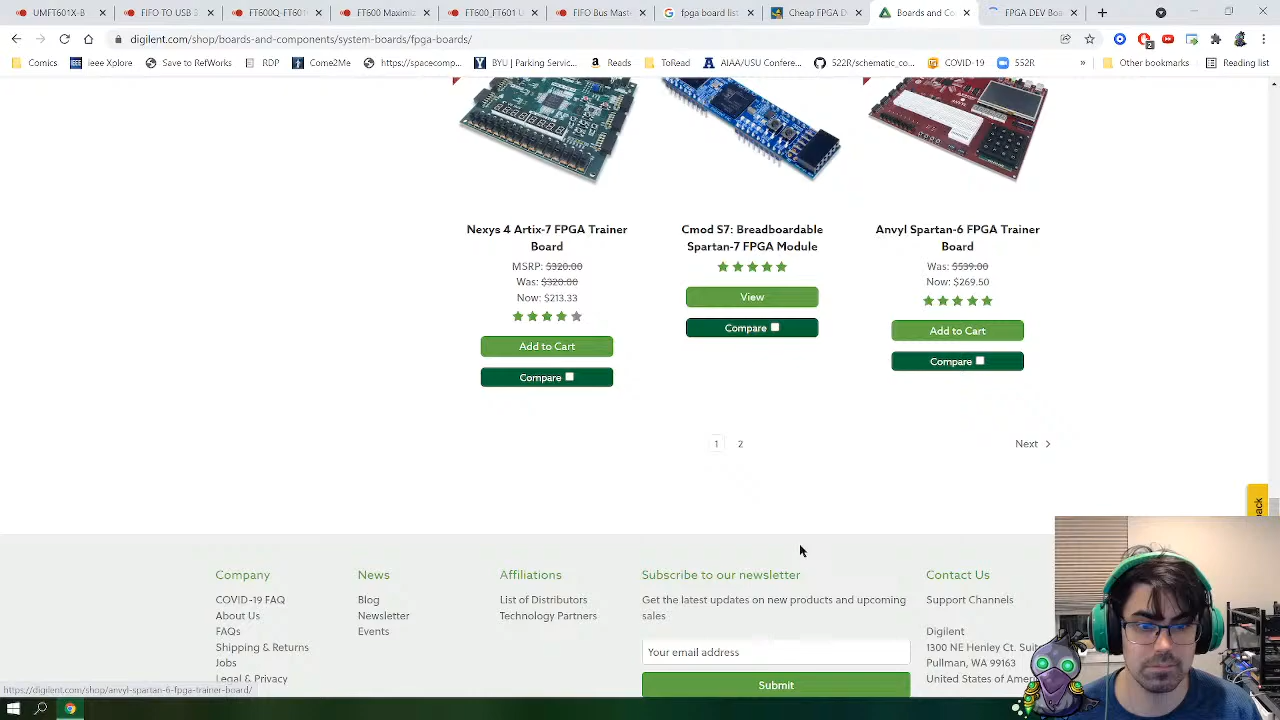 UMFT601X-B
FIFO TO USB 3
FT600Q-FT601
FT600 Maximiz
FT600_FT601 U
FIFO Bus Mast
fpga board list
Cheap FPGA D
Boards and Co
FPGA DEV Boa
digilent.com/shop/boards-and-components/system-boards/fpga-boards/
2
Comics
ieee Xplore
Save to RefWorks
RDP
Come2Me
https://spacecomp...
BYU | Parking Servic...
Reads
ToRead
AIAA/USU Conferenc...
522R/schematic_co...
COVID-19
552R
»
Other bookmarks
Reading list
Nexys 4 Artix-7 FPGA Trainer
Board
MSRP: $320.00
Was: $320.00
Now: $213.33
Add to Cart
Compare
Cmod S7: Breadboardable
Spartan-7 FPGA Module
View
Compare
Anvyl Spartan-6 FPGA Trainer
Board
Was: $539.00
Now: $269.50
Add to Cart
Compare
1 2
Next
Company
COVID-19 FAQ
About Us
FAQs
Shipping & Returns
Jobs
Legal & Privacy
News
Blog
Newsletter
Events
Affiliations
List of Distributors
Technology Partners
Subscribe to our newslet
Get the latest updates on new products and upcoming
sales
Your email address
Submit
Contact Us
Support Channels
Digilent
1300 NE Henley Ct. Suit
Pullman, WA 99163
United States of Amer
https://digilent.com/shop/anvyl-spartan-6-fpga-trainer-board/